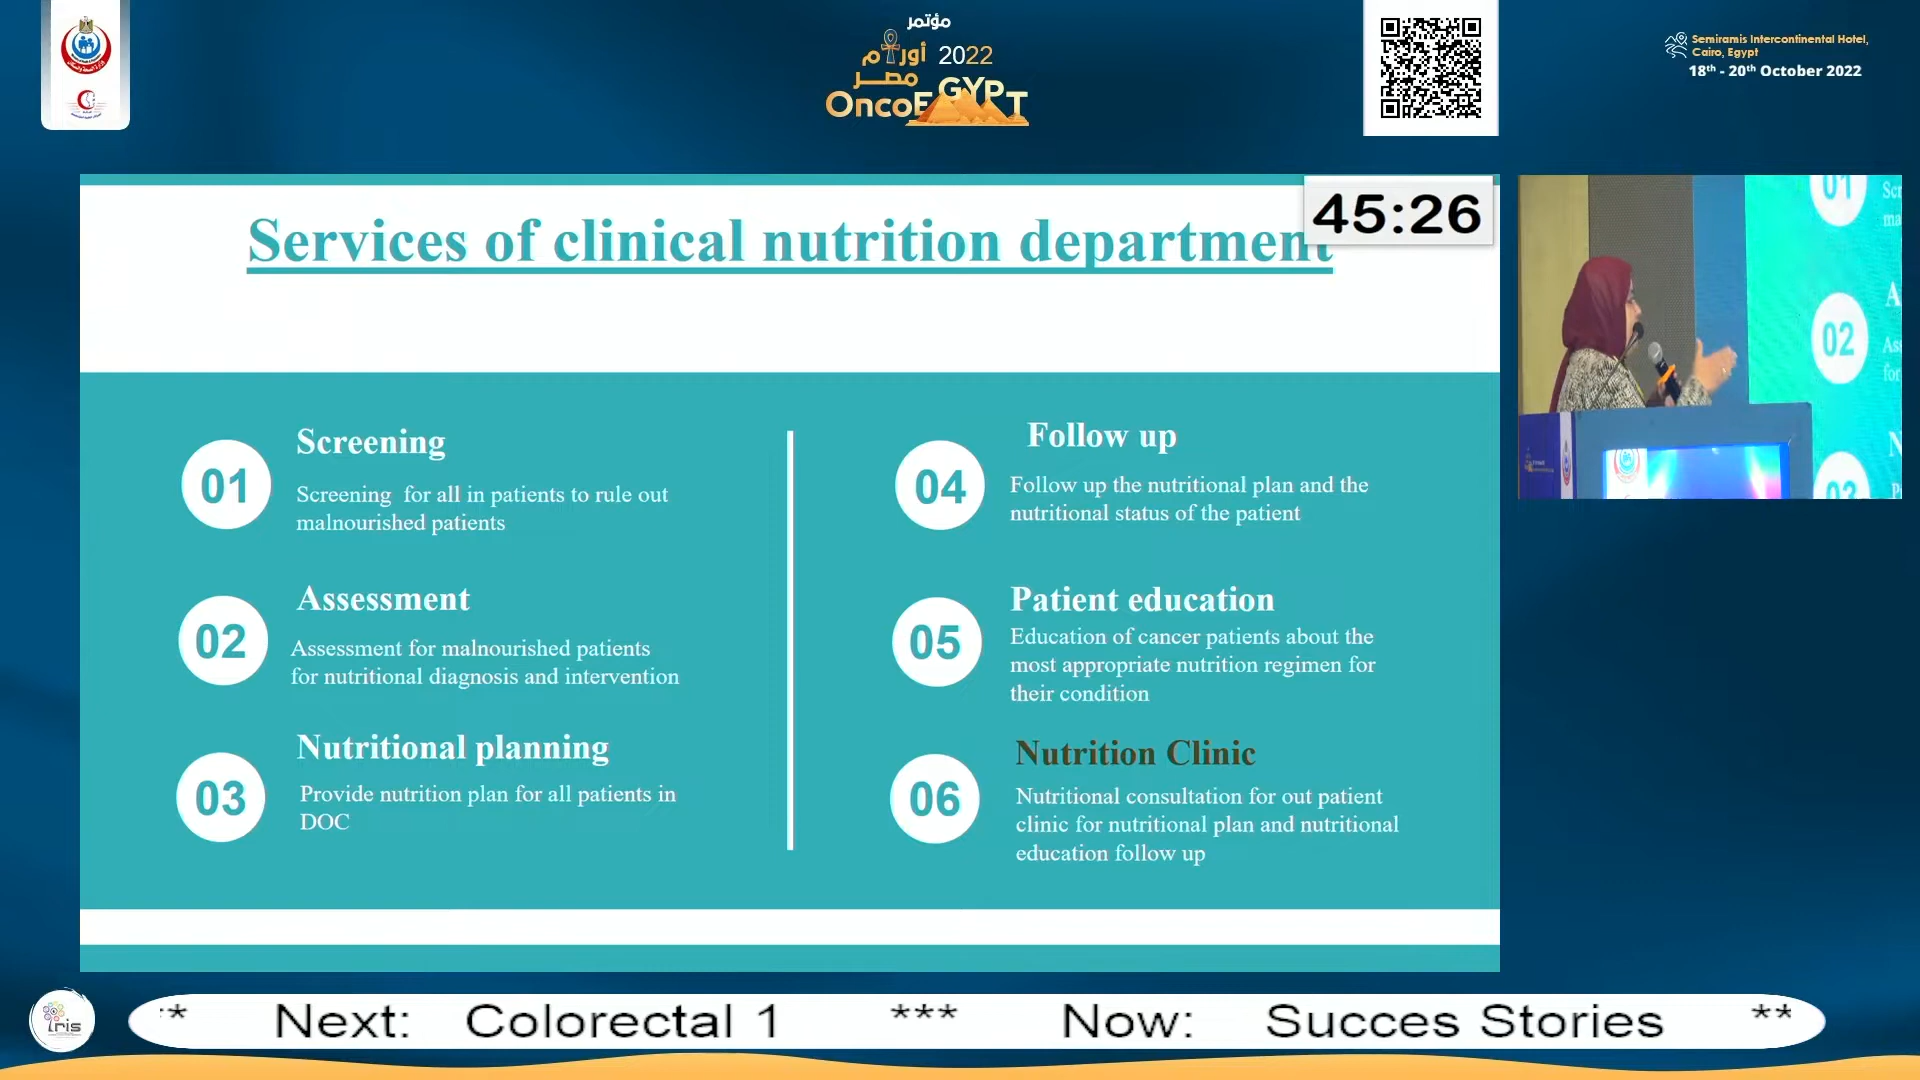 مؤتمر
أورام 2022
مصر
OncoEGYPT
Semiramis Intercontinental Hotel,
Cairo, Egypt
18th - 20th October 2022
Services of clinical nutrition department
45:26
01
Screening
Screening for all in patients to rule out
malnourished patients
02
Assessment
Assessment for malnourished patients
for nutritional diagnosis and intervention
03
Nutritional planning
Provide nutrition plan for all patients in
DOC
04
Follow up
Follow up the nutritional plan and the
nutritional status of the patient
05
Patient education
Education of cancer patients about the
most appropriate nutrition regimen for
their condition
06
Nutrition Clinic
Nutritional consultation for out patient
clinic for nutritional plan and nutritional
education follow up
01
02
03
iris
** Next: Colorectal 1 *** Now: Succes Stories **